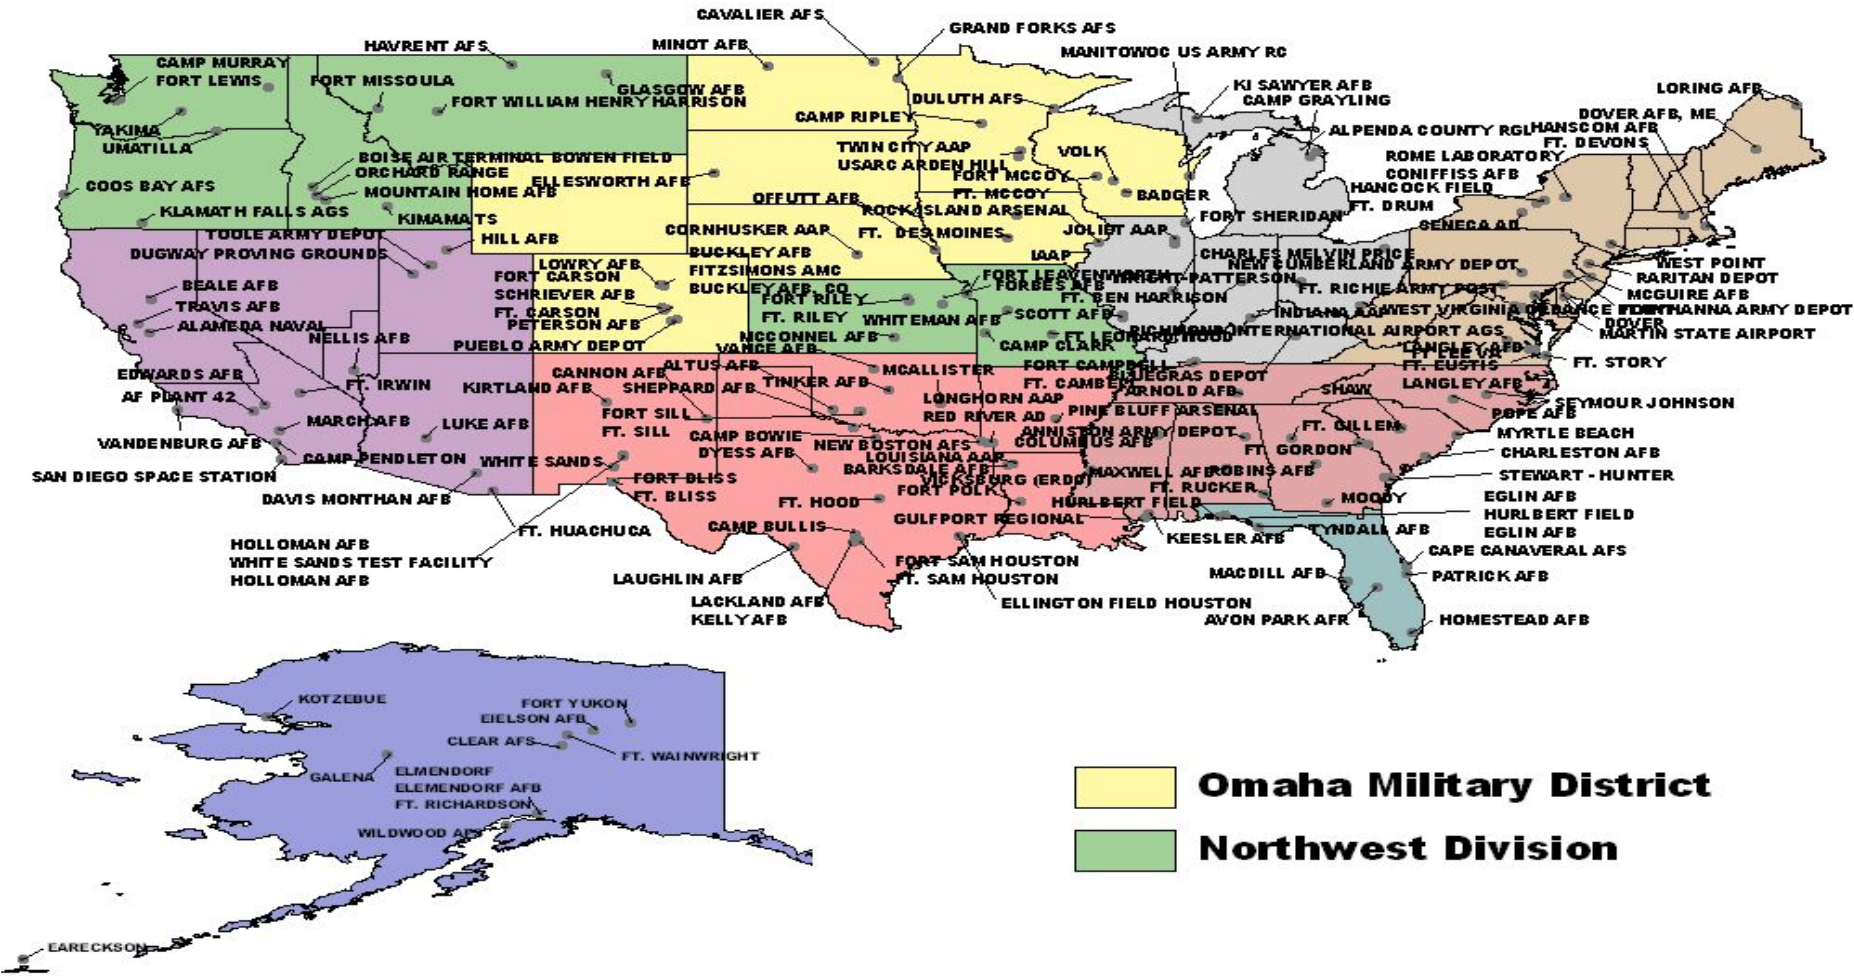 CAVALIER AFS
GRAND FORKS AFS
HAVRENT AFS
MINOT AFB
MANITOWOC US ARMY RC
CAMP MURRAY
FORT LEWIS
FORT MISSOULA
GLASGOW AFB
FORT WILLIAM HENRY HARRISON
DULUTH AFS
KI SAWYER AFB
CAMP GRAYLING
LORING AFB
CAMP RIPLEY
ALPENDA COUNTY RGL
DOVER AFB, ME
HANSCOM AFB
FT. DEVONS
YAKIMA
UMATILLA
TWIN CITY AAP
USARC ARDEN HILL
VOLK
ROME LABORATORY
CONIFFISS AFB
BOISE AIR TERMINAL BOWEN FIELD
ORCHARD RANGE
MOUNTAIN HOME AFB
ELLESWORTH AFB
FORT MCCOY
FT. MCCOY
BADGER
HANCOCK FIELD
FT. DRUM
COOS BAY AFS
KLAMATH FALLS AGS
KIMAMA TS
OFFUTT AFB
ROCK ISLAND ARSENAL
FORT SHERIDAN
SENECA AD
TOOLE ARMY DEPOT
HILL AFB
DUGWAY PROVING GROUNDS
CORNHUSKER AAP
FT. DES MOINES
JOLIET AAP
IAAP
CHARLES MELVIN PRICE
NEW CUMBERLAND ARMY DEPOT
WEST POINT
RARITAN DEPOT
MCGUIRE AFB
LOWRY AFB
FORT CARSON
SCHRIEVER AFB
FT. CARSON
PETERSON AFB
PUEBLO ARMY DEPOT
BUCKLEY AFB
FITZSIMONS AMC
BUCKLEY AFB, CO
FORT LEAVENWORTH
FORBES AFB
WRIGHT-PATTERSON
FT. RICHIE ARMY POST
FT. BEN HARRISON
BEALE AFB
TRAVIS AFB
ALAMEDA NAVAL
NELLIS AFB
FORT RILEY
FT. RILEY
WHITEMAN AFB
SCOTT AFB
INDIANA AAP
DOVER
MARTIN STATE AIRPORT
MCCONNEL AFB
VANCE AFB
CAMP CLARK
FT. LEONARD WOOD
RICHMOND INTERNATIONAL AIRPORT AGS
LANGLEY AFB
FT LEE VA
FT. EUSTIS
FT. STORY
EDWARDS AFB
AF PLANT 42
FT. IRWIN
KIRTLAND AFB
CANNON AFB
ALTUS AFB
SHEPPARD AFB
TINKER AFB
MCALLISTER
FORT CAMPBELL
FT. CAMBELL
BLUEGRAS DEPOT
ARNOLD AFB
SHAW
LANGLEY AFB
POPE AFB
SEYMOUR JOHNSON
LONGHORN AAP
RED RIVER AD
PINE BLUFF ARSENAL
MARCH AFB
LUKE AFB
FORT SILL
FT. SILL
CAMP BOWIE
DYESS AFB
NEW BOSTON AFS
COLUMBUS AFB
ANNISTON ARMY DEPOT
FT. GILLEM
FT. GORDON
MYRTLE BEACH
CHARLESTON AFB
VANDENBURG AFB
CAMP PENDLETON
WHITE SANDS
LOUISIANA AAP
BARKSDALE AFB
VICKSBURG (ERDC)
MAXWELL AFB
ROBINS AFB
SAN DIEGO SPACE STATION
STEWART - HUNTER
DAVIS MONTHAN AFB
FORT BLISS
FT. BLISS
FT. HOOD
FORT POLK
FT. RUCKER
MOODY
HURLBERT FIELD
EGLIN AFB
HURLBERT FIELD
EGLIN AFB
FT. HUACHUCA
CAMP BULLIS
GULFPORT REGIONAL
KEESLER AFB
TYNDALL AFB
HOLLOMAN AFB
WHITE SANDS TEST FACILITY
HOLLOMAN AFB
CAPE CANAVERAL AFS
MACDILL AFB
PATRICK AFB
LAUGHLIN AFB
FORT SAM HOUSTON
FT. SAM HOUSTON
LACKLAND AFB
KELLY AFB
ELLINGTON FIELD HOUSTON
AVON PARK AFR
HOMESTEAD AFB
KOTZEBUE
FORT YUKON
EIELSON AFB
CLEAR AFS
FT. WAINWRIGHT
GALENA
ELMENDORF
ELEMENDORF AFB
FT. RICHARDSON
WILDWOOD AFS
EARECKSON
Omaha Military District
Northwest Division